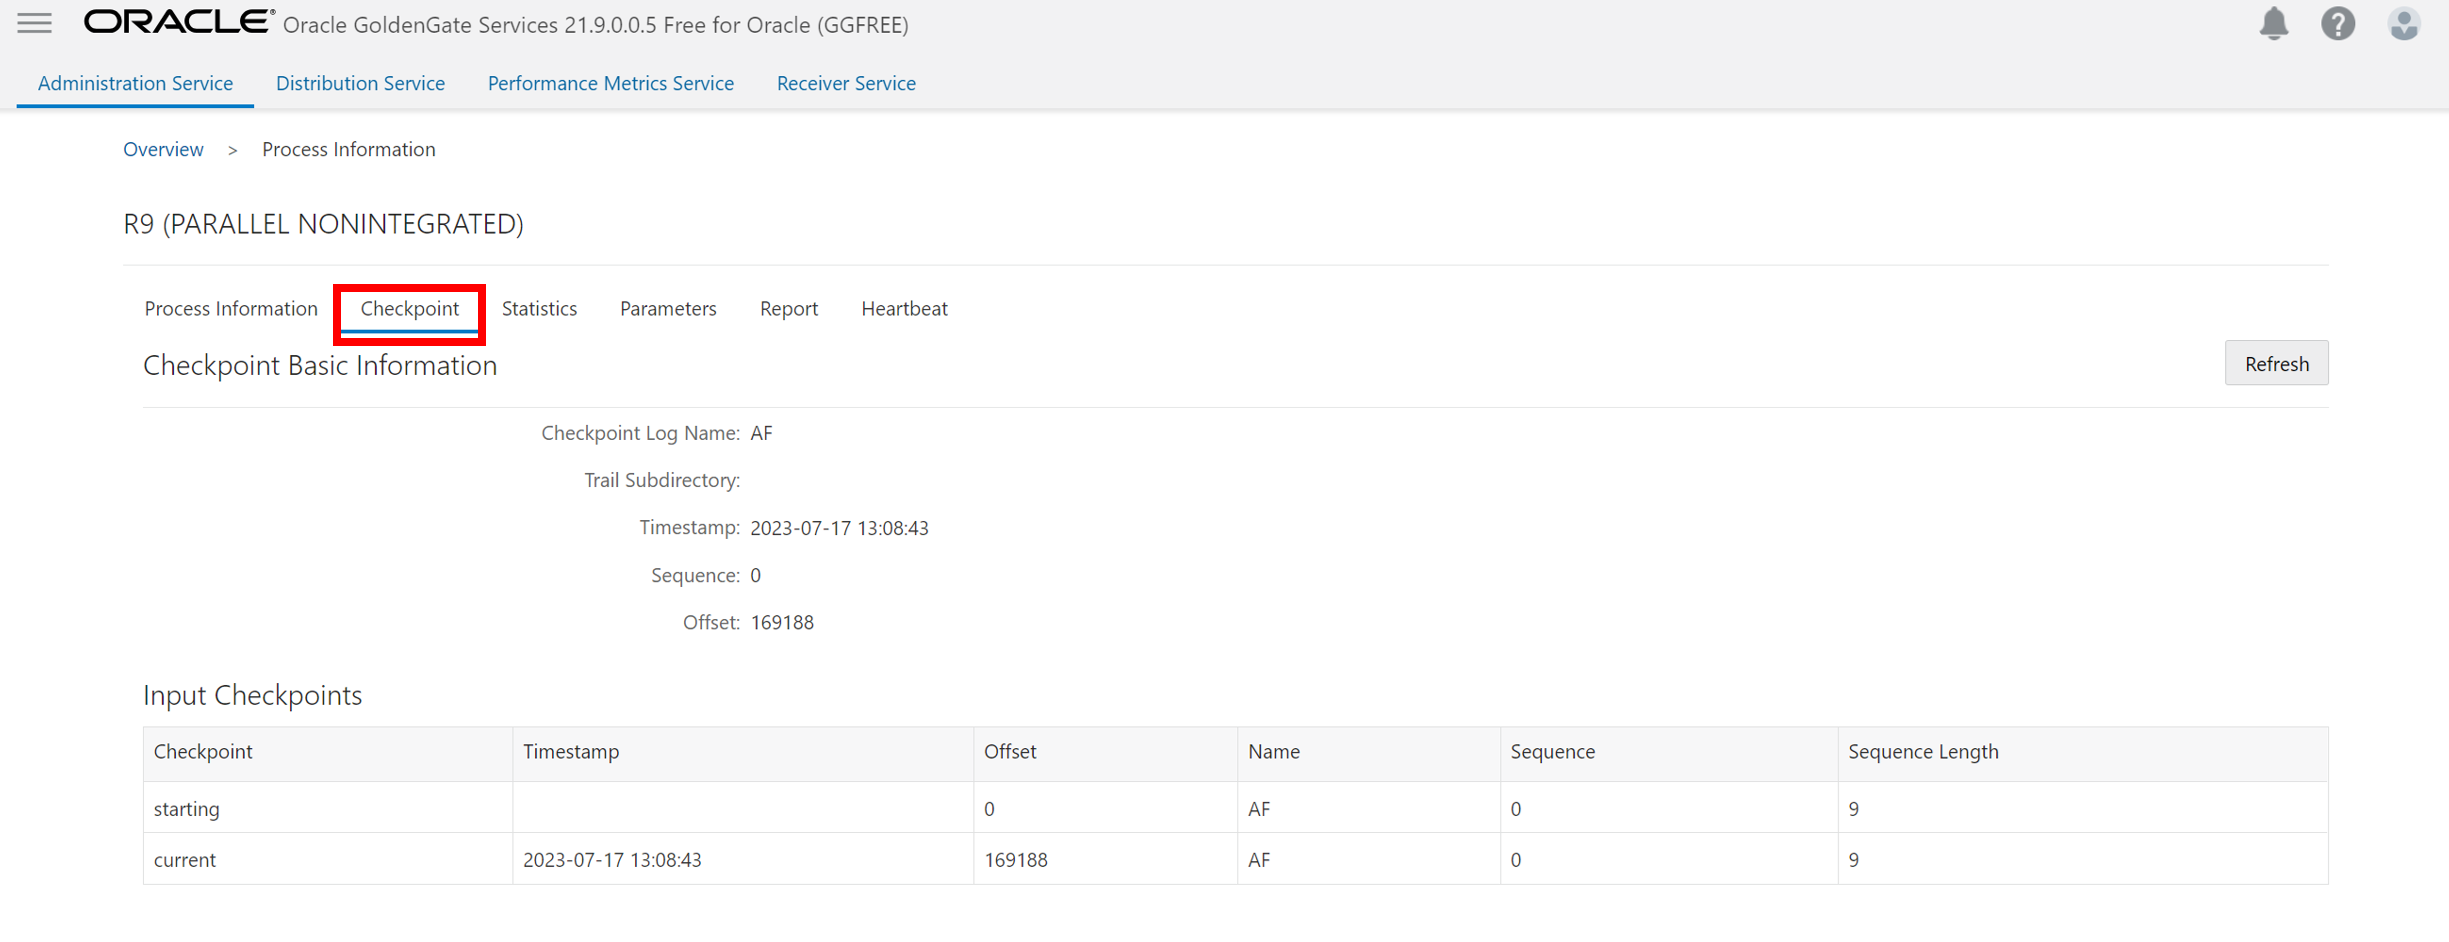 ORACLE® Oracle GoldenGate Services 21.9.0.0.5 Free for Oracle (GGFREE)
Administration Service Distribution Service Performance Metrics Service Receiver Service
Overview > Process Information
R9 (PARALLEL NONINTEGRATED)
Process Information Checkpoint Statistics Parameters Report Heartbeat
Checkpoint Basic Information Refresh
Checkpoint Log Name: AF
Trail Subdirectory:
Timestamp: 2023-07-17 13:08:43
Sequence: 0
Offset: 169188
Input Checkpoints
Checkpoint Timestamp Offset Name Sequence Sequence Length
starting 0 AF 0 9
current 2023-07-17 13:08:43 169188 AF 0 9